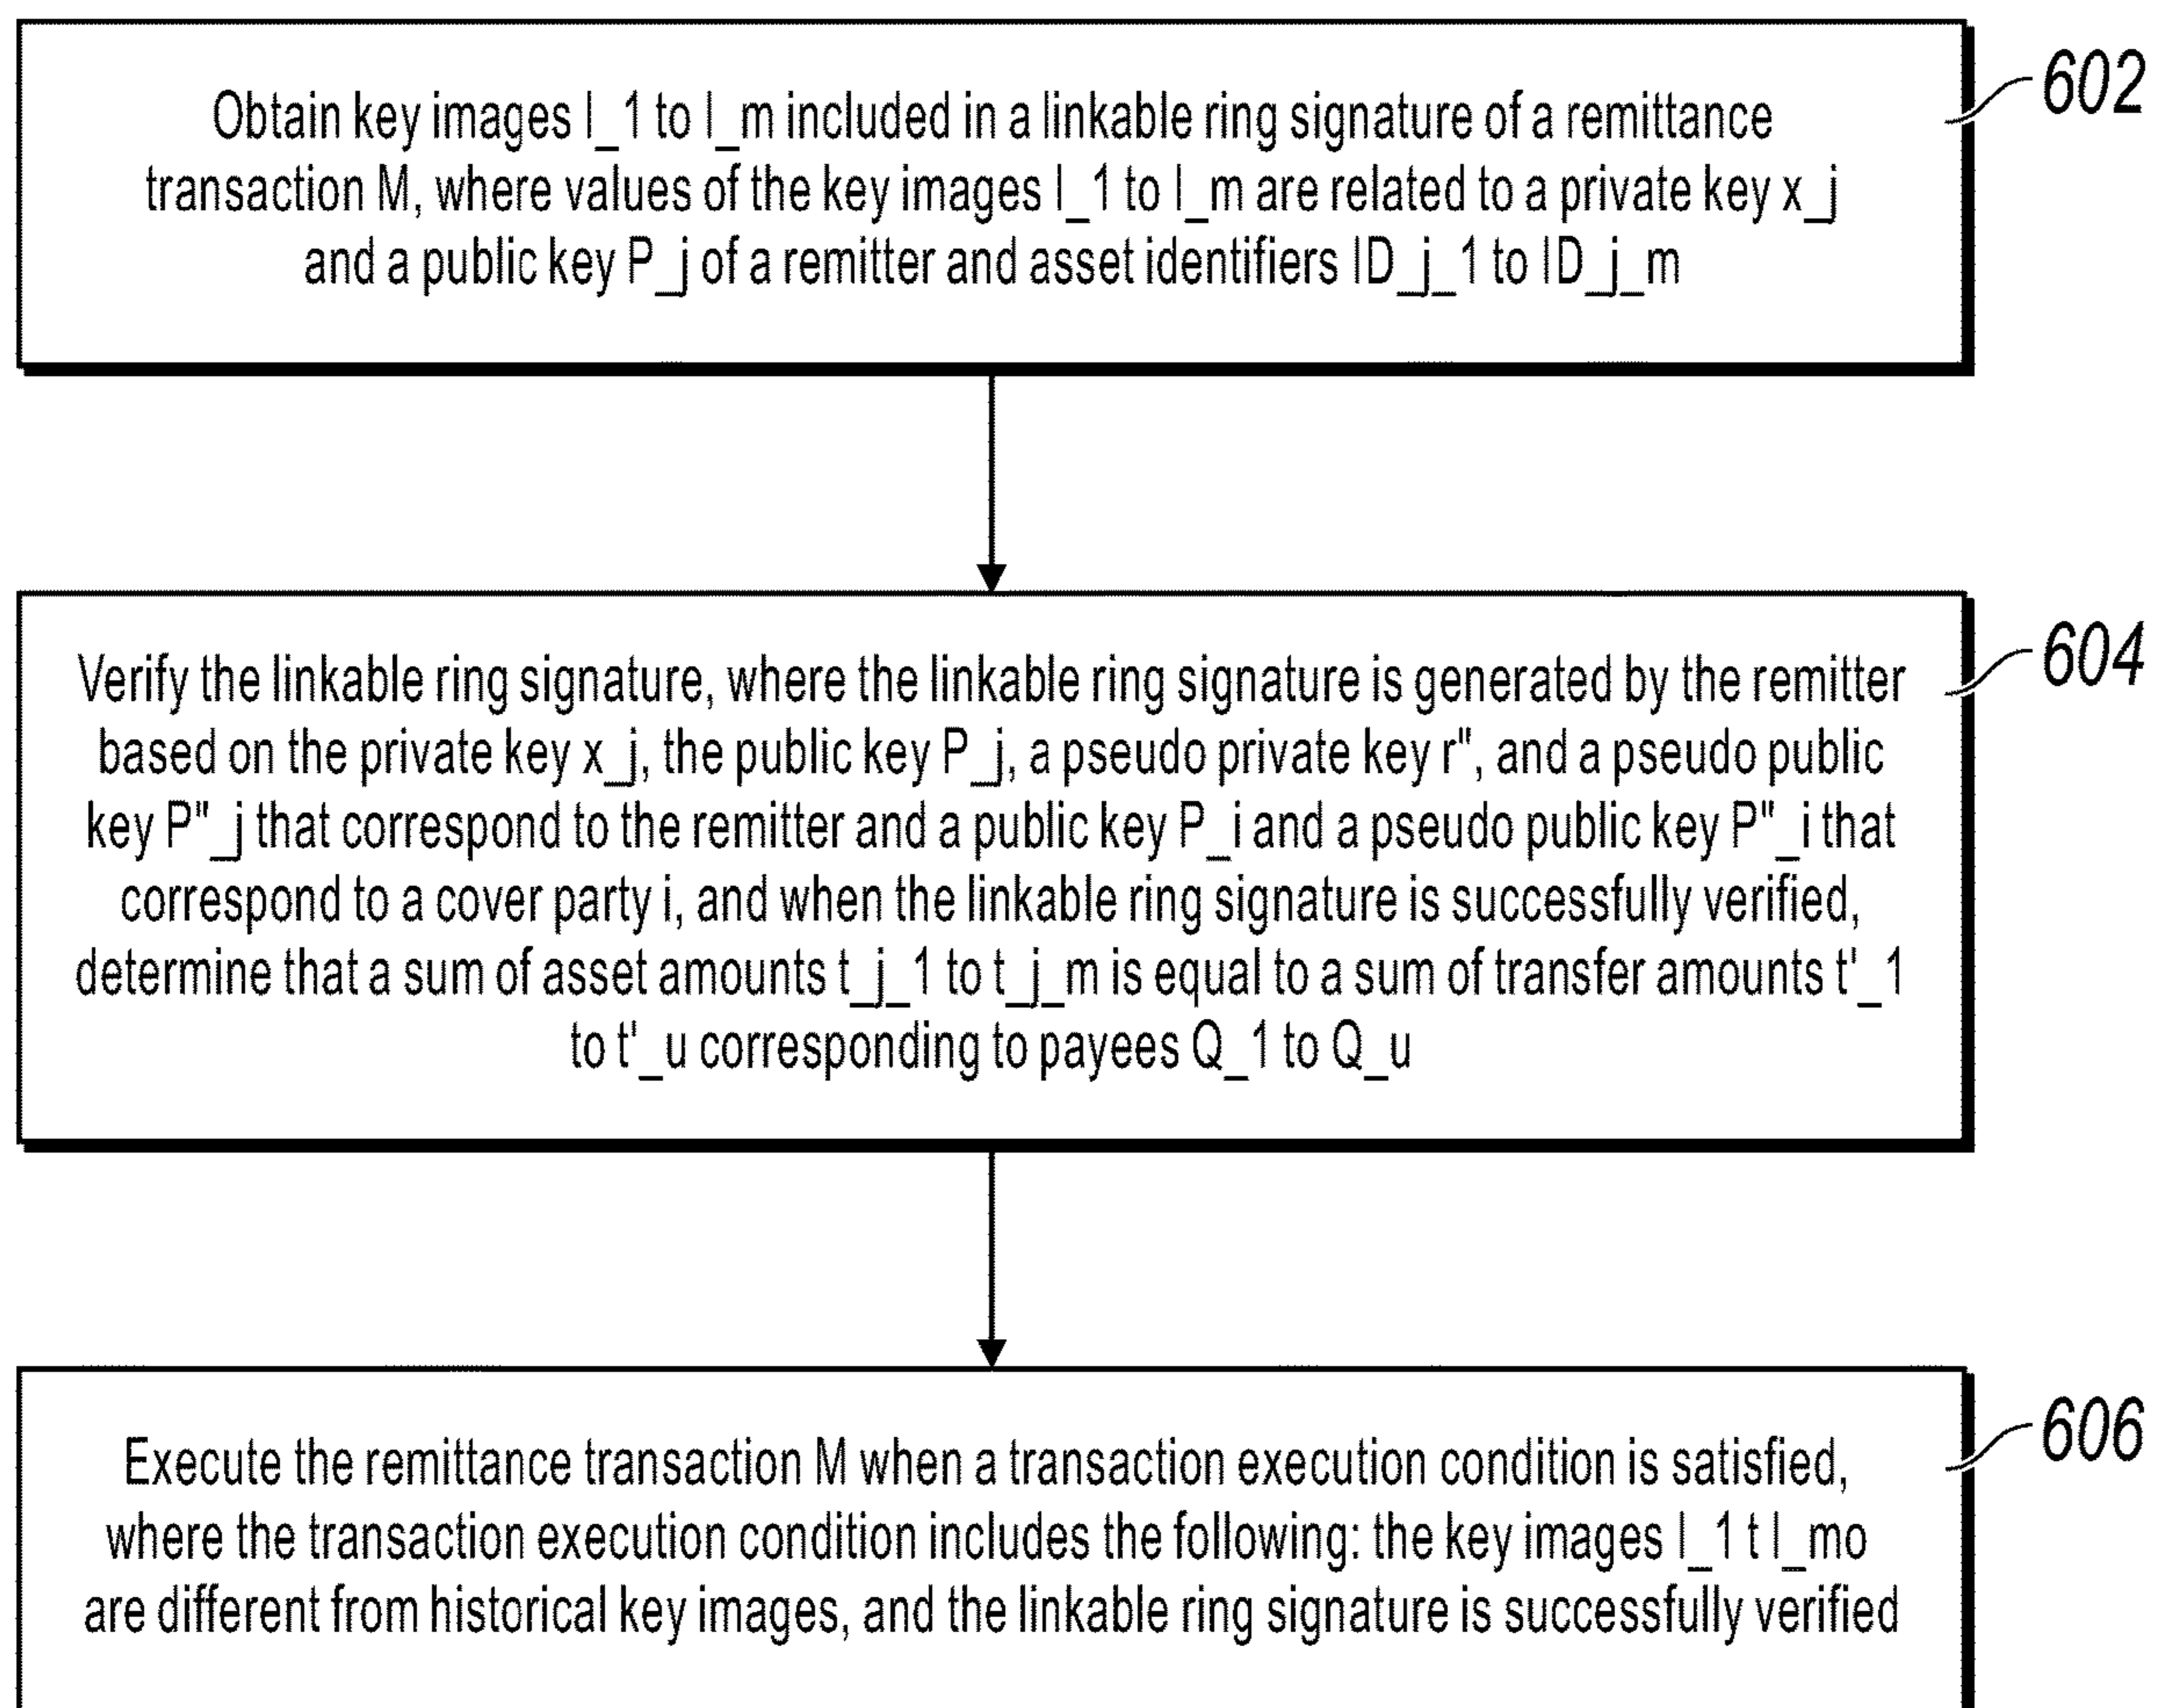 Obtain key images I_1 to I_m included in a linkable ring signature of a remittance
transaction M, where values of the key images I_1 to I_m are related to a private key x_j
and a public key P_j of a remitter and asset identifiers ID_j_1 to ID_j_m
602
Verify the linkable ring signature, where the linkable ring signature is generated by the remitter
based on the private key x_j, the public key P_j, a pseudo private key r", and a pseudo public
key P"_j that correspond to the remitter and a public key P_i and a pseudo public key P"_i that
correspond to a cover party i, and when the linkable ring signature is successfully verified,
determine that a sum of asset amounts t_j_1 to t_j_m is equal to a sum of transfer amounts t'_1
to t'_u corresponding to payees Q_1 to Q_u
604
Execute the remittance transaction M when a transaction execution condition is satisfied,
where the transaction execution condition includes the following: the key images I_1 t I_mo
are different from historical key images, and the linkable ring signature is successfully verified
606